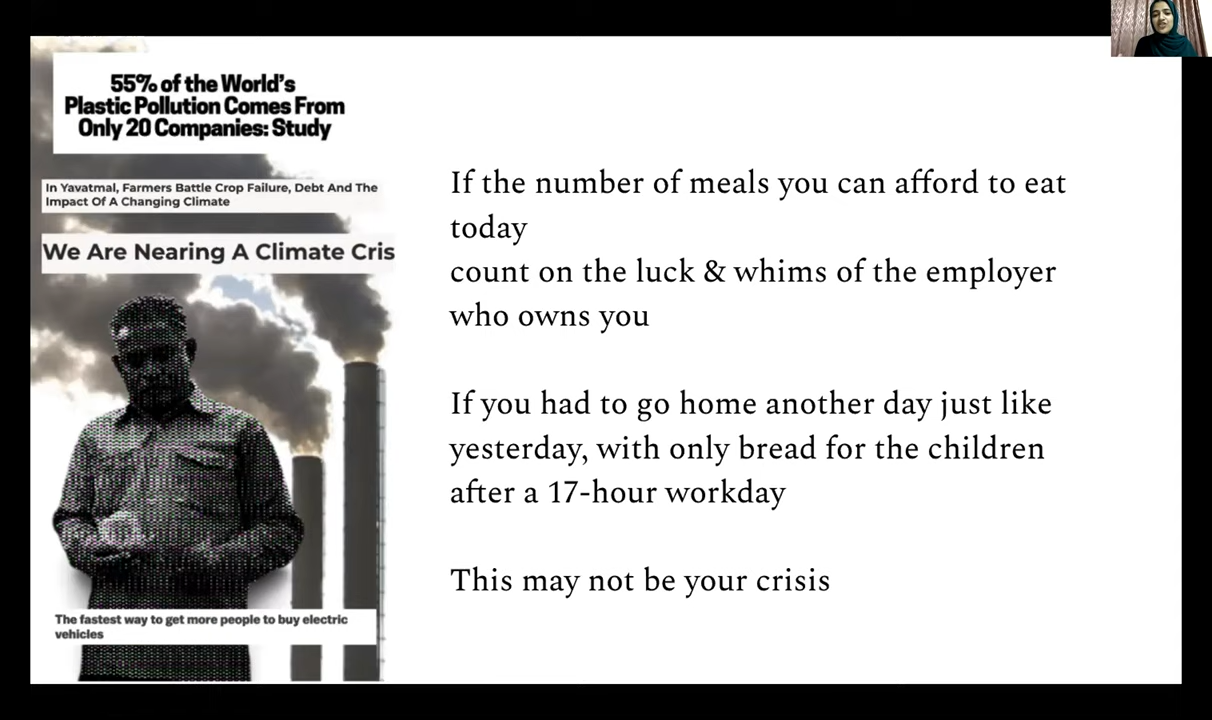 55% of the World's
Plastic Pollution Comes From
Only 20 Companies: Study
In Yavatmal, Farmers Battle Crop Failure, Debt And The
Impact Of A Changing Climate
We Are Nearing A Climate Cris
The fastest way to get more people to buy electric
vehicles
If the number of meals you can afford to eat
today
count on the luck & whims of the employer
who owns you
If you had to go home another day just like
yesterday, with only bread for the children
after a 17-hour workday
This may not be your crisis